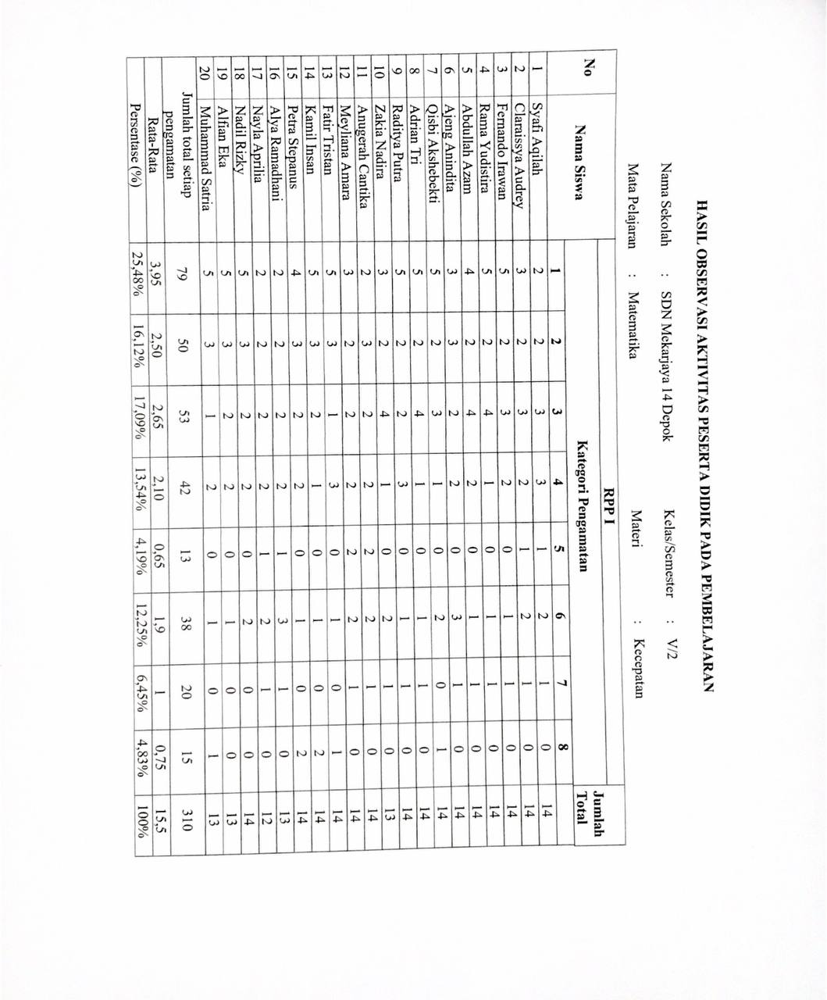 HASIL OBSERVASI AKTIVITAS PESERTA DIDIK PADA PEMBELAJARAN
Nama Sekolah : SDN Mekarjaya 14 Depok Kelas/Semester : V/2
Mata Pelajaran : Matematika Materi : Kecepatan
RPP I
No Nama Siswa Kategori Pengamatan Jumlah Total
1 2 3 4 5 6 7 8
1 Syafi Aqilah 2 2 3 3 1 2 1 0 14
2 Claraissya Audrey 3 2 3 2 1 2 1 0 14
3 Fernando Irawan 5 2 3 2 0 1 1 0 14
4 Rama Yudistira 5 2 4 1 0 1 1 0 14
5 Abdullah Azam 4 2 4 2 0 1 1 0 14
6 Ajeng Anindita 3 3 2 2 0 3 1 0 14
7 Qisbi Akshebekti 5 2 3 1 0 2 0 1 14
8 Adrian Tri 5 2 4 1 0 1 1 0 14
9 Raditya Putra 5 2 2 3 0 1 1 0 14
10 Zakia Nadira 3 2 4 1 0 2 1 0 13
11 Anugerah Cantika 2 3 2 2 2 2 1 0 14
12 Meyliana Amara 3 2 2 2 2 2 1 0 14
13 Fatir Tristan 5 3 1 3 0 1 0 1 14
14 Kamil Insan 5 3 2 1 0 1 0 2 14
15 Petra Stepanus 4 3 2 2 0 1 0 2 14
16 Alya Ramadhani 2 2 2 2 1 3 1 0 13
17 Nayla Aprilia 2 2 2 2 1 2 1 0 12
18 Nadil Rizky 5 3 2 2 0 2 0 0 14
19 Alfian Eka 5 3 2 2 0 1 0 0 13
20 Muhammad Satria 5 3 1 2 0 1 0 1 13
Jumlah total setiap pengamatan 79 50 53 42 13 38 20 15 310
Rata-Rata 3,95 2,50 2,65 2,10 0,65 1,9 1 0,75 15,5
Persentase (%) 25,48% 16,12% 17,09% 13,54% 4,19% 12,25% 6,45% 4,83% 100%